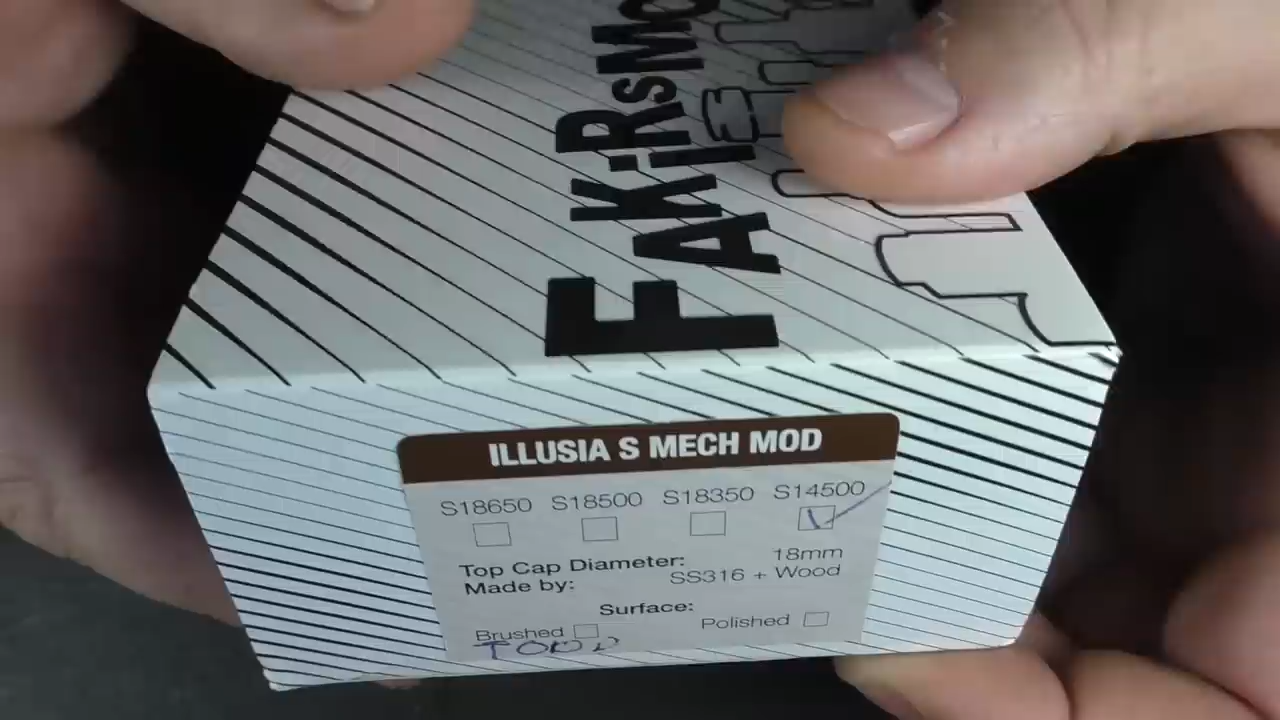 FAKIRSMO
ILLUSIA S MECH MOD
S18650 S18500 S18350 S14500
Top Cap Diameter: 18mm
Made by: SS316 + Wood
Surface:
Brushed Polished
TODD